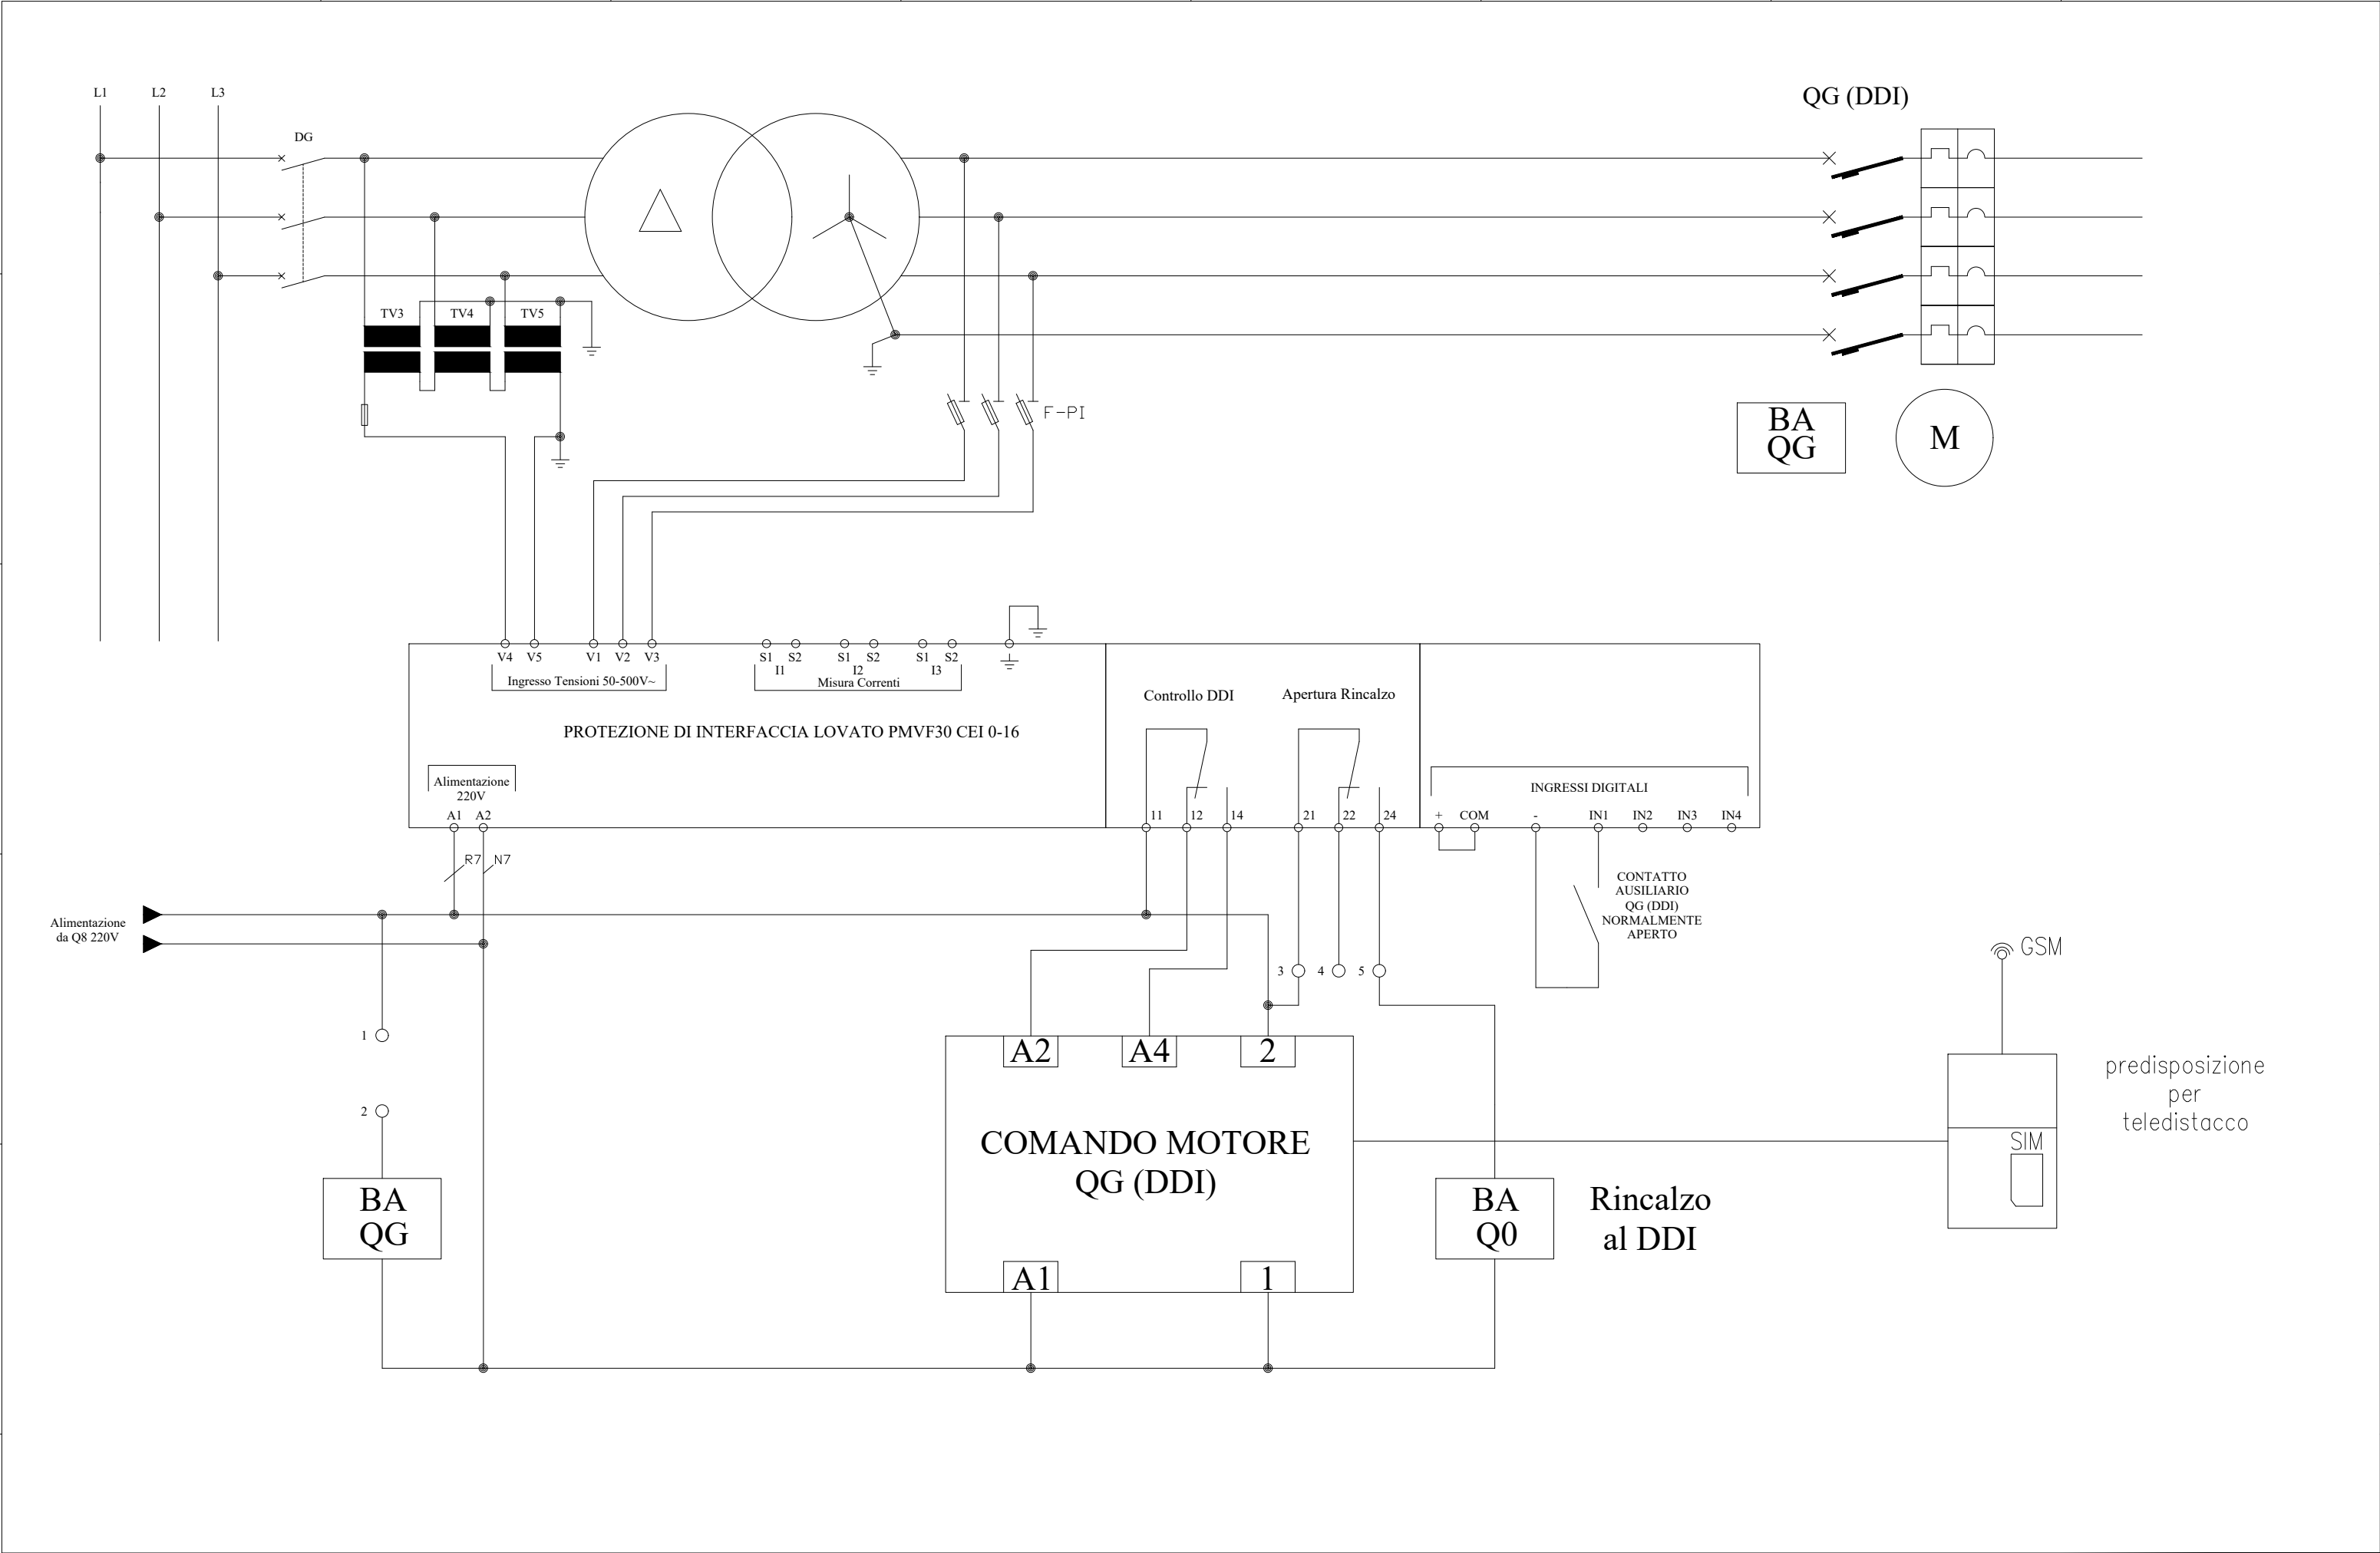 L1 L2 L3
DG
QG (DDI)
TV3 TV4 TV5
F-PI
BA
QG
M
V4 V5 V1 V2 V3
Ingresso Tensioni 50-500V~
S1 S2 S1 S2 S1 S2
I1 I2 I3
Misura Correnti
Controllo DDI
Apertura Rincalzo
PROTEZIONE DI INTERFACCIA LOVATO PMVF30 CEI 0-16
Alimentazione
220V
A1 A2
11 12 14
21 22 24
INGRESSI DIGITALI
+ COM - IN1 IN2 IN3 IN4
R7 N7
CONTATTO
AUSILIARIO
QG (DDI)
NORMALMENTE
APERTO
Alimentazione
da Q8 220V
3 4 5
GSM
1
2
A2 A4 2
COMANDO MOTORE
QG (DDI)
A1 1
BA
QG
BA
Q0
Rincalzo
al DDI
SIM
predisposizione
per
teledistacco